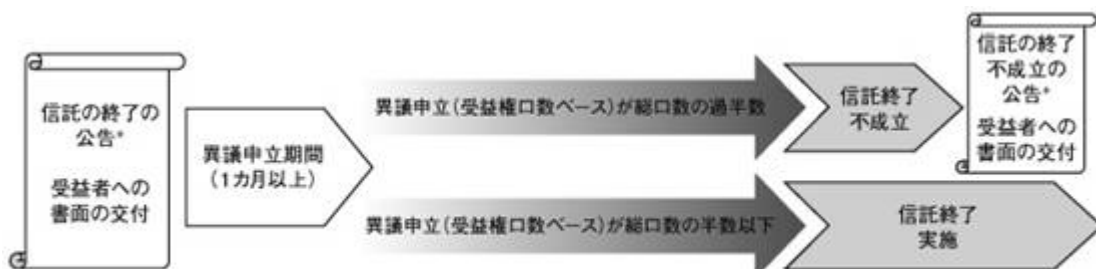 信託の終了の
公告*
受益者への
書面の交付
異議申立期間
(1カ月以上)
異議申立(受益権口数ベース)が総口数の過半数
信託終了
不成立
信託の終了
不成立の
公告*
受益者への
書面の交付
異議申立(受益権口数ベース)が総口数の半数以下
信託終了
実施